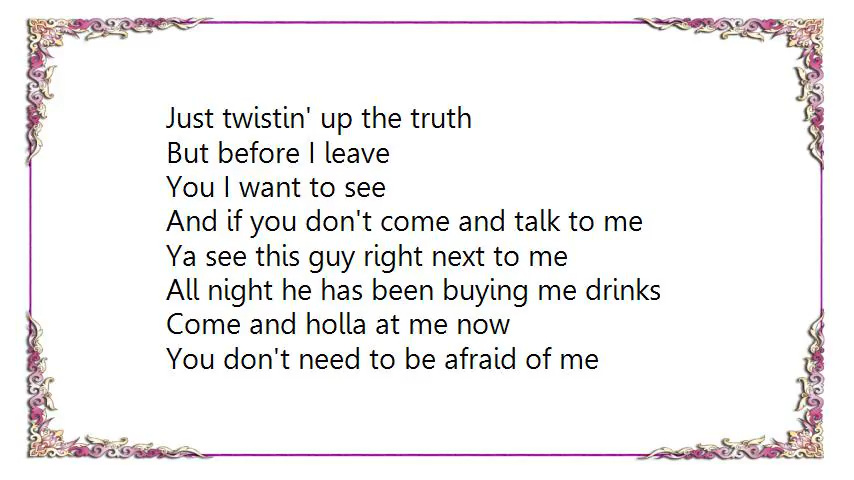 Just twistin' up the truth
But before I leave
You I want to see
And if you don't come and talk to me
Ya see this guy right next to me
All night he has been buying me drinks
Come and holla at me now
You don't need to be afraid of me